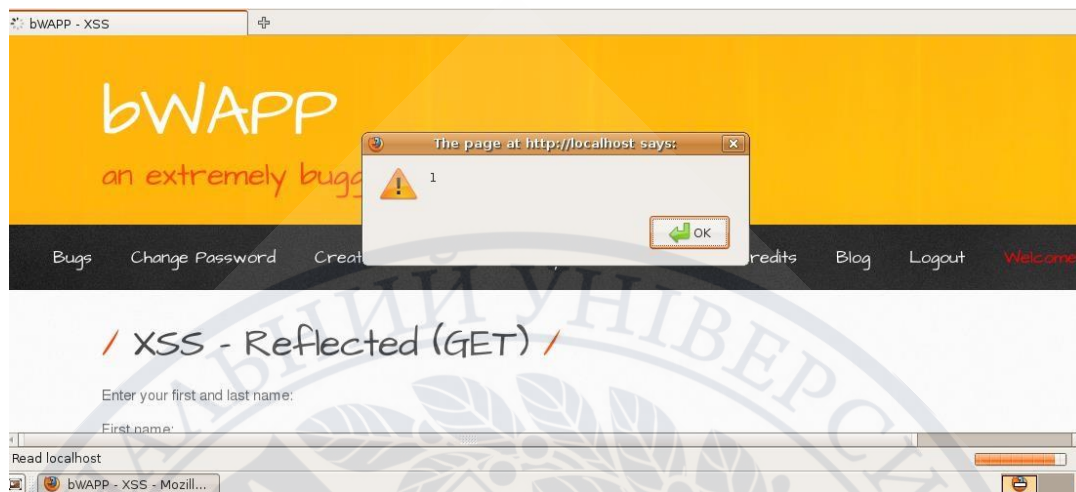 bWAPP - XSS
bWAPP
an extremely bugg
The page at http://localhost says:
1
OK
Bugs Change Password Creat redits Blog Logout Welcome
/ XSS - Reflected (GET) /
Enter your first and last name:
First name:
Read localhost
bWAPP - XSS - Mozill...
АЛЬНИЙ УНІВЕРСИ